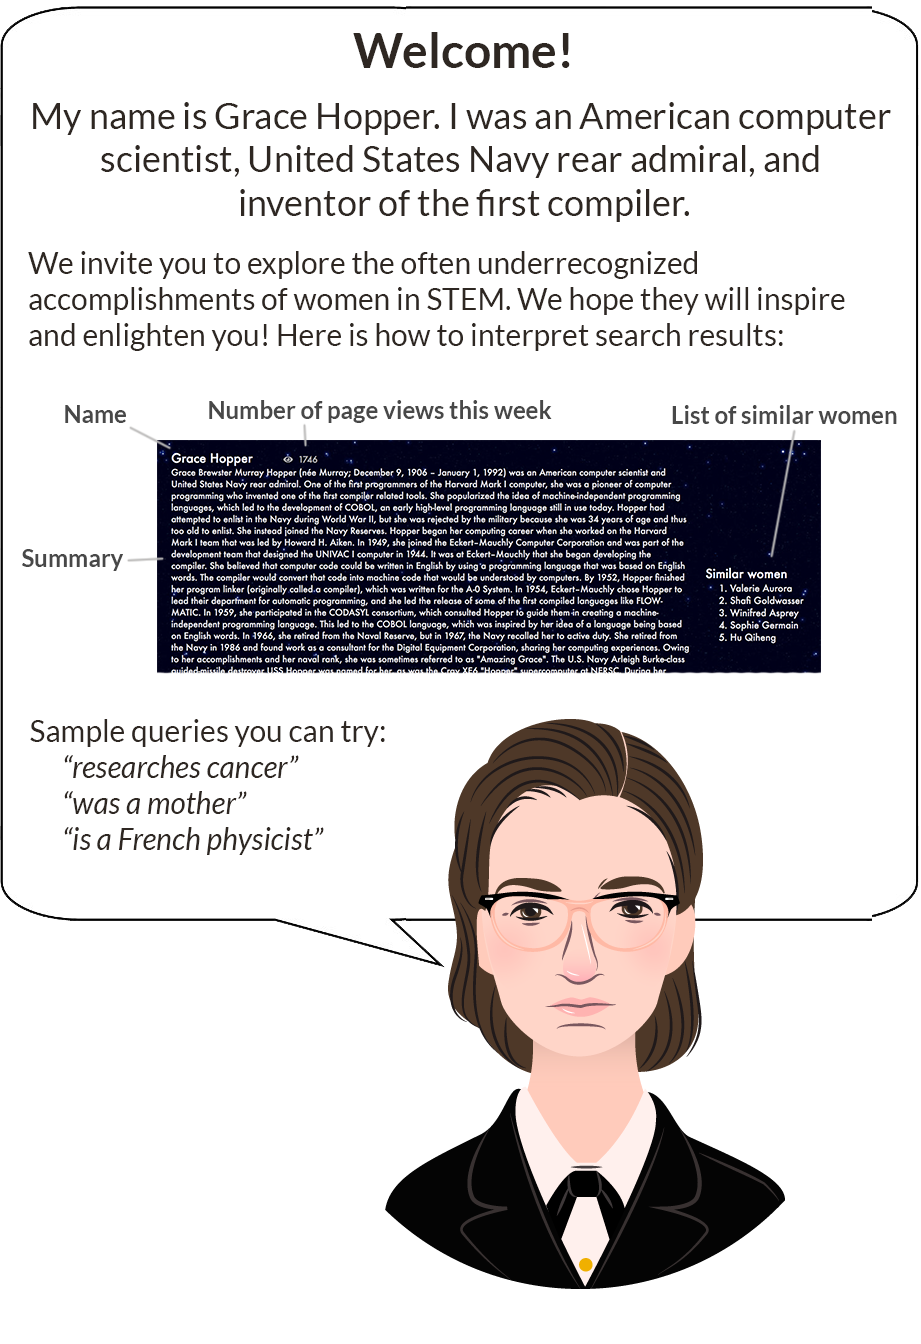 Welcome!
My name is Grace Hopper. I was an American computer
scientist, United States Navy rear admiral, and
inventor of the first compiler.
We invite you to explore the often underrecognized
accomplishments of women in STEM. We hope they will inspire
and enlighten you! Here is how to interpret search results:
Name
Number of page views this week
List of similar women
Grace Hopper 1746
Grace Brewster Murray Hopper (née Murray; December 9, 1906 – January 1, 1992) was an American computer scientist and
United States Navy rear admiral. One of the first programmers of the Harvard Mark I computer, she was a pioneer of computer
programming who invented one of the first compiler related tools. She popularized the idea of machine-independent programming
languages, which led to the development of COBOL, an early high-level programming language still in use today. Hopper had
attempted to enlist in the Navy during World War II, but she was rejected by the military because she was 34 years of age and thus
too old to enlist. She instead joined the Navy Reserves. Hopper began her computing career when she worked on the Harvard
Mark I team that was led by Howard H. Aiken. In 1949, she joined the Eckert–Mauchly Computer Corporation and was part of the
development team that designed the UNIVAC I computer in 1944. It was at Eckert–Mauchly that she began developing the
compiler. She believed that computer code could be written in English by using a programming language that was based on English
words. The compiler would convert that code into machine code that would be understood by computers. By 1952, Hopper finished
her program linker (originally called a compiler), which was written for the A-0 System. In 1954, Eckert–Mauchly chose Hopper to
lead their department for automatic programming, and she led the release of some of the first compiled languages like FLOW-
MATIC. In 1959, she participated in the CODASYL consortium, which consulted Hopper to guide them in creating a machine-
independent programming language. This led to the COBOL language, which was inspired by her idea of a language being based
on English words. In 1966, she retired from the Naval Reserve, but in 1967, the Navy recalled her to active duty. She retired from
the Navy in 1986 and found work as a consultant for the Digital Equipment Corporation, sharing her computing experiences. Owing
to her accomplishments and her naval rank, she was sometimes referred to as "Amazing Grace". The U.S. Navy Arleigh Burke-class
guided-missile destroyer USS Hopper was named for her, as was the Cray XE6 "Hopper" supercomputer at NERSC. During her
Summary
Similar women
1. Valerie Aurora
2. Shafi Goldwasser
3. Winifred Asprey
4. Sophie Germain
5. Hu Qiheng
Sample queries you can try:
“researches cancer”
“was a mother”
“is a French physicist”